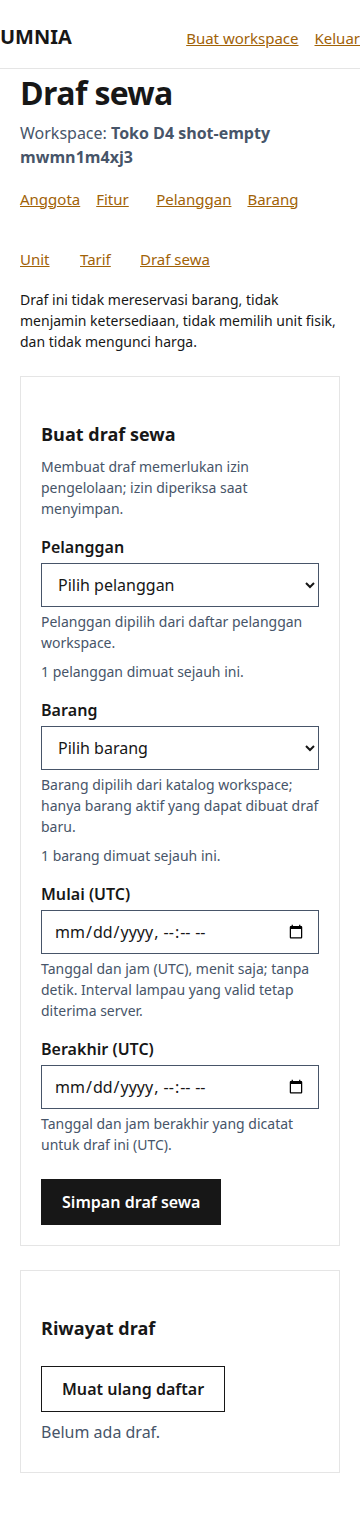 UMNIA Buat workspace Keluar
Draf sewa
Workspace: Toko D4 shot-empty
mwmn1m4xj3
Anggota Fitur Pelanggan Barang
Unit Tarif Draf sewa
Draf ini tidak mereservasi barang, tidak
menjamin ketersediaan, tidak memilih unit fisik,
dan tidak mengunci harga.
Buat draf sewa
Membuat draf memerlukan izin
pengelolaan; izin diperiksa saat
menyimpan.
Pelanggan
Pilih pelanggan
Pelanggan dipilih dari daftar pelanggan
workspace.
1 pelanggan dimuat sejauh ini.
Barang
Pilih barang
Barang dipilih dari katalog workspace;
hanya barang aktif yang dapat dibuat draf
baru.
1 barang dimuat sejauh ini.
Mulai (UTC)
mm/dd/yyyy, --:-- --
Tanggal dan jam (UTC), menit saja; tanpa
detik. Interval lampau yang valid tetap
diterima server.
Berakhir (UTC)
mm/dd/yyyy, --:-- --
Tanggal dan jam berakhir yang dicatat
untuk draf ini (UTC).
Simpan draf sewa
Riwayat draf
Muat ulang daftar
Belum ada draf.